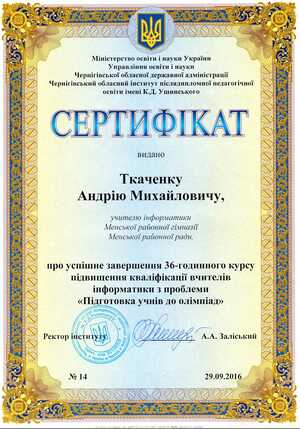 Міністерство освіти і науки України
Управління освіти і науки
Чернігівської обласної державної адміністрації
Чернігівський обласний інститут післядипломної педагогічної
освіти імені К.Д. Ушинського
СЕРТИФІКАТ
видано
Ткаченку
Андрію Михайловичу,
учителю інформатики
Менської районної гімназії
Менської районної ради,
про успішне завершення 36-годинного курсу
підвищення кваліфікації вчителів
інформатики з проблеми
«Підготовка учнів до олімпіад»
Ректор інституту А.А. Заліський
№ 14 29.09.2016